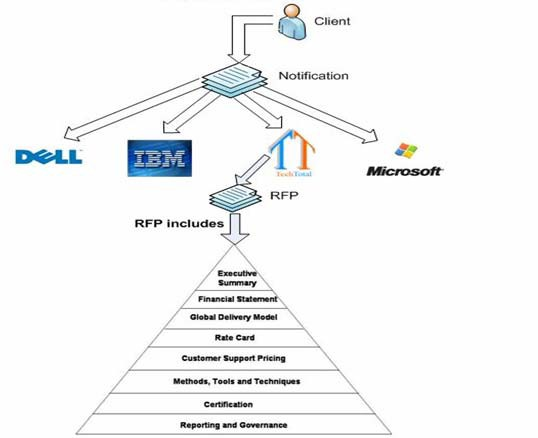 Client
Notification
DELL
IBM
TT
TechTotal
Microsoft
RFP
RFP includes
Executive
Summary
Financial Statement
Global Delivery Model
Rate Card
Customer Support Pricing
Methods, Tools and Techniques
Certification
Reporting and Governance